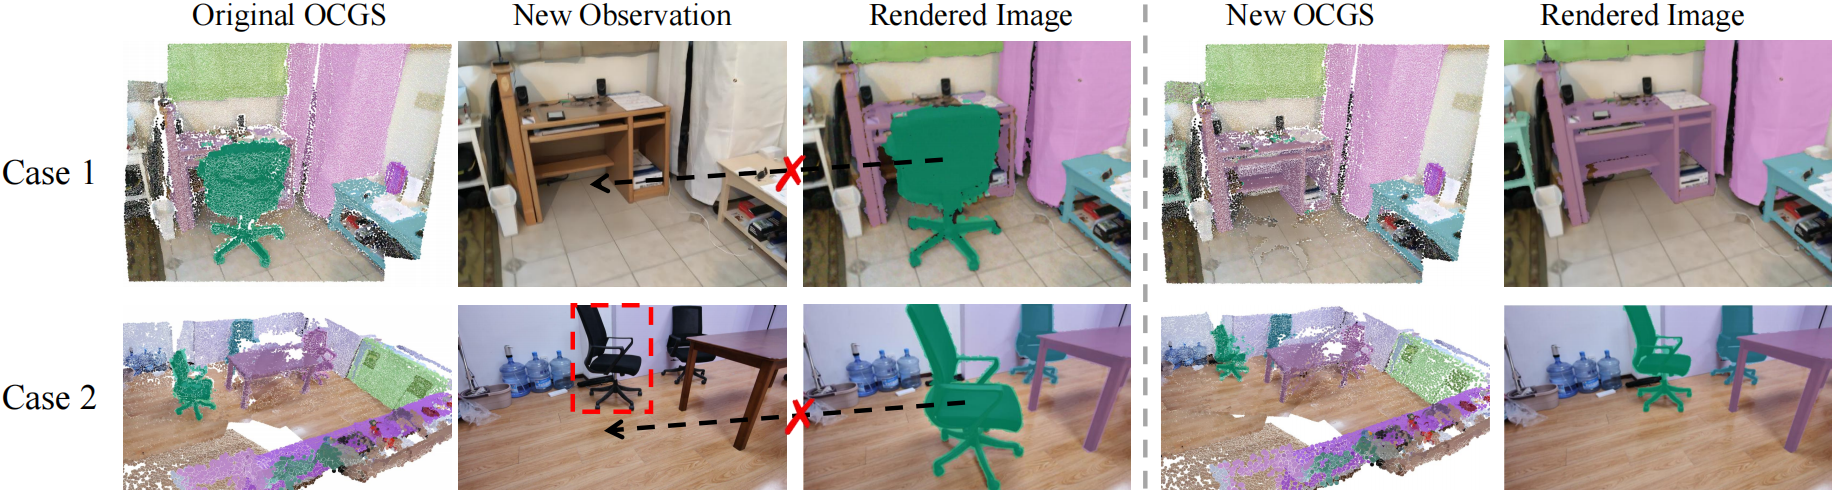 Original OCGS New Observation Rendered Image New OCGS Rendered Image
Case 1
Case 2